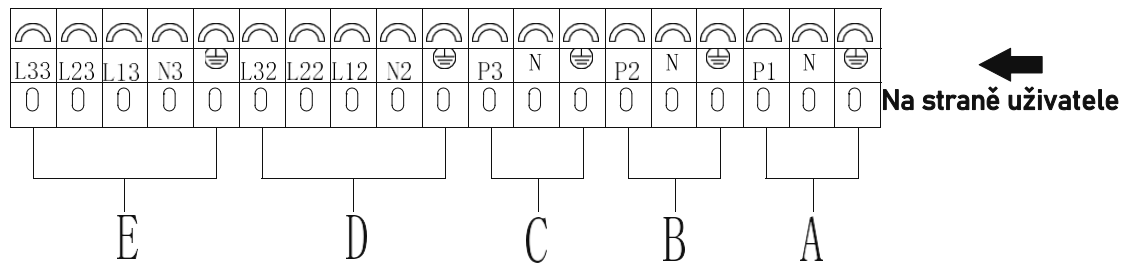 L33 L23 L13 N3 L32 L22 L12 N2 P3 N P2 N P1 N
Na straně uživatele
E D C B A